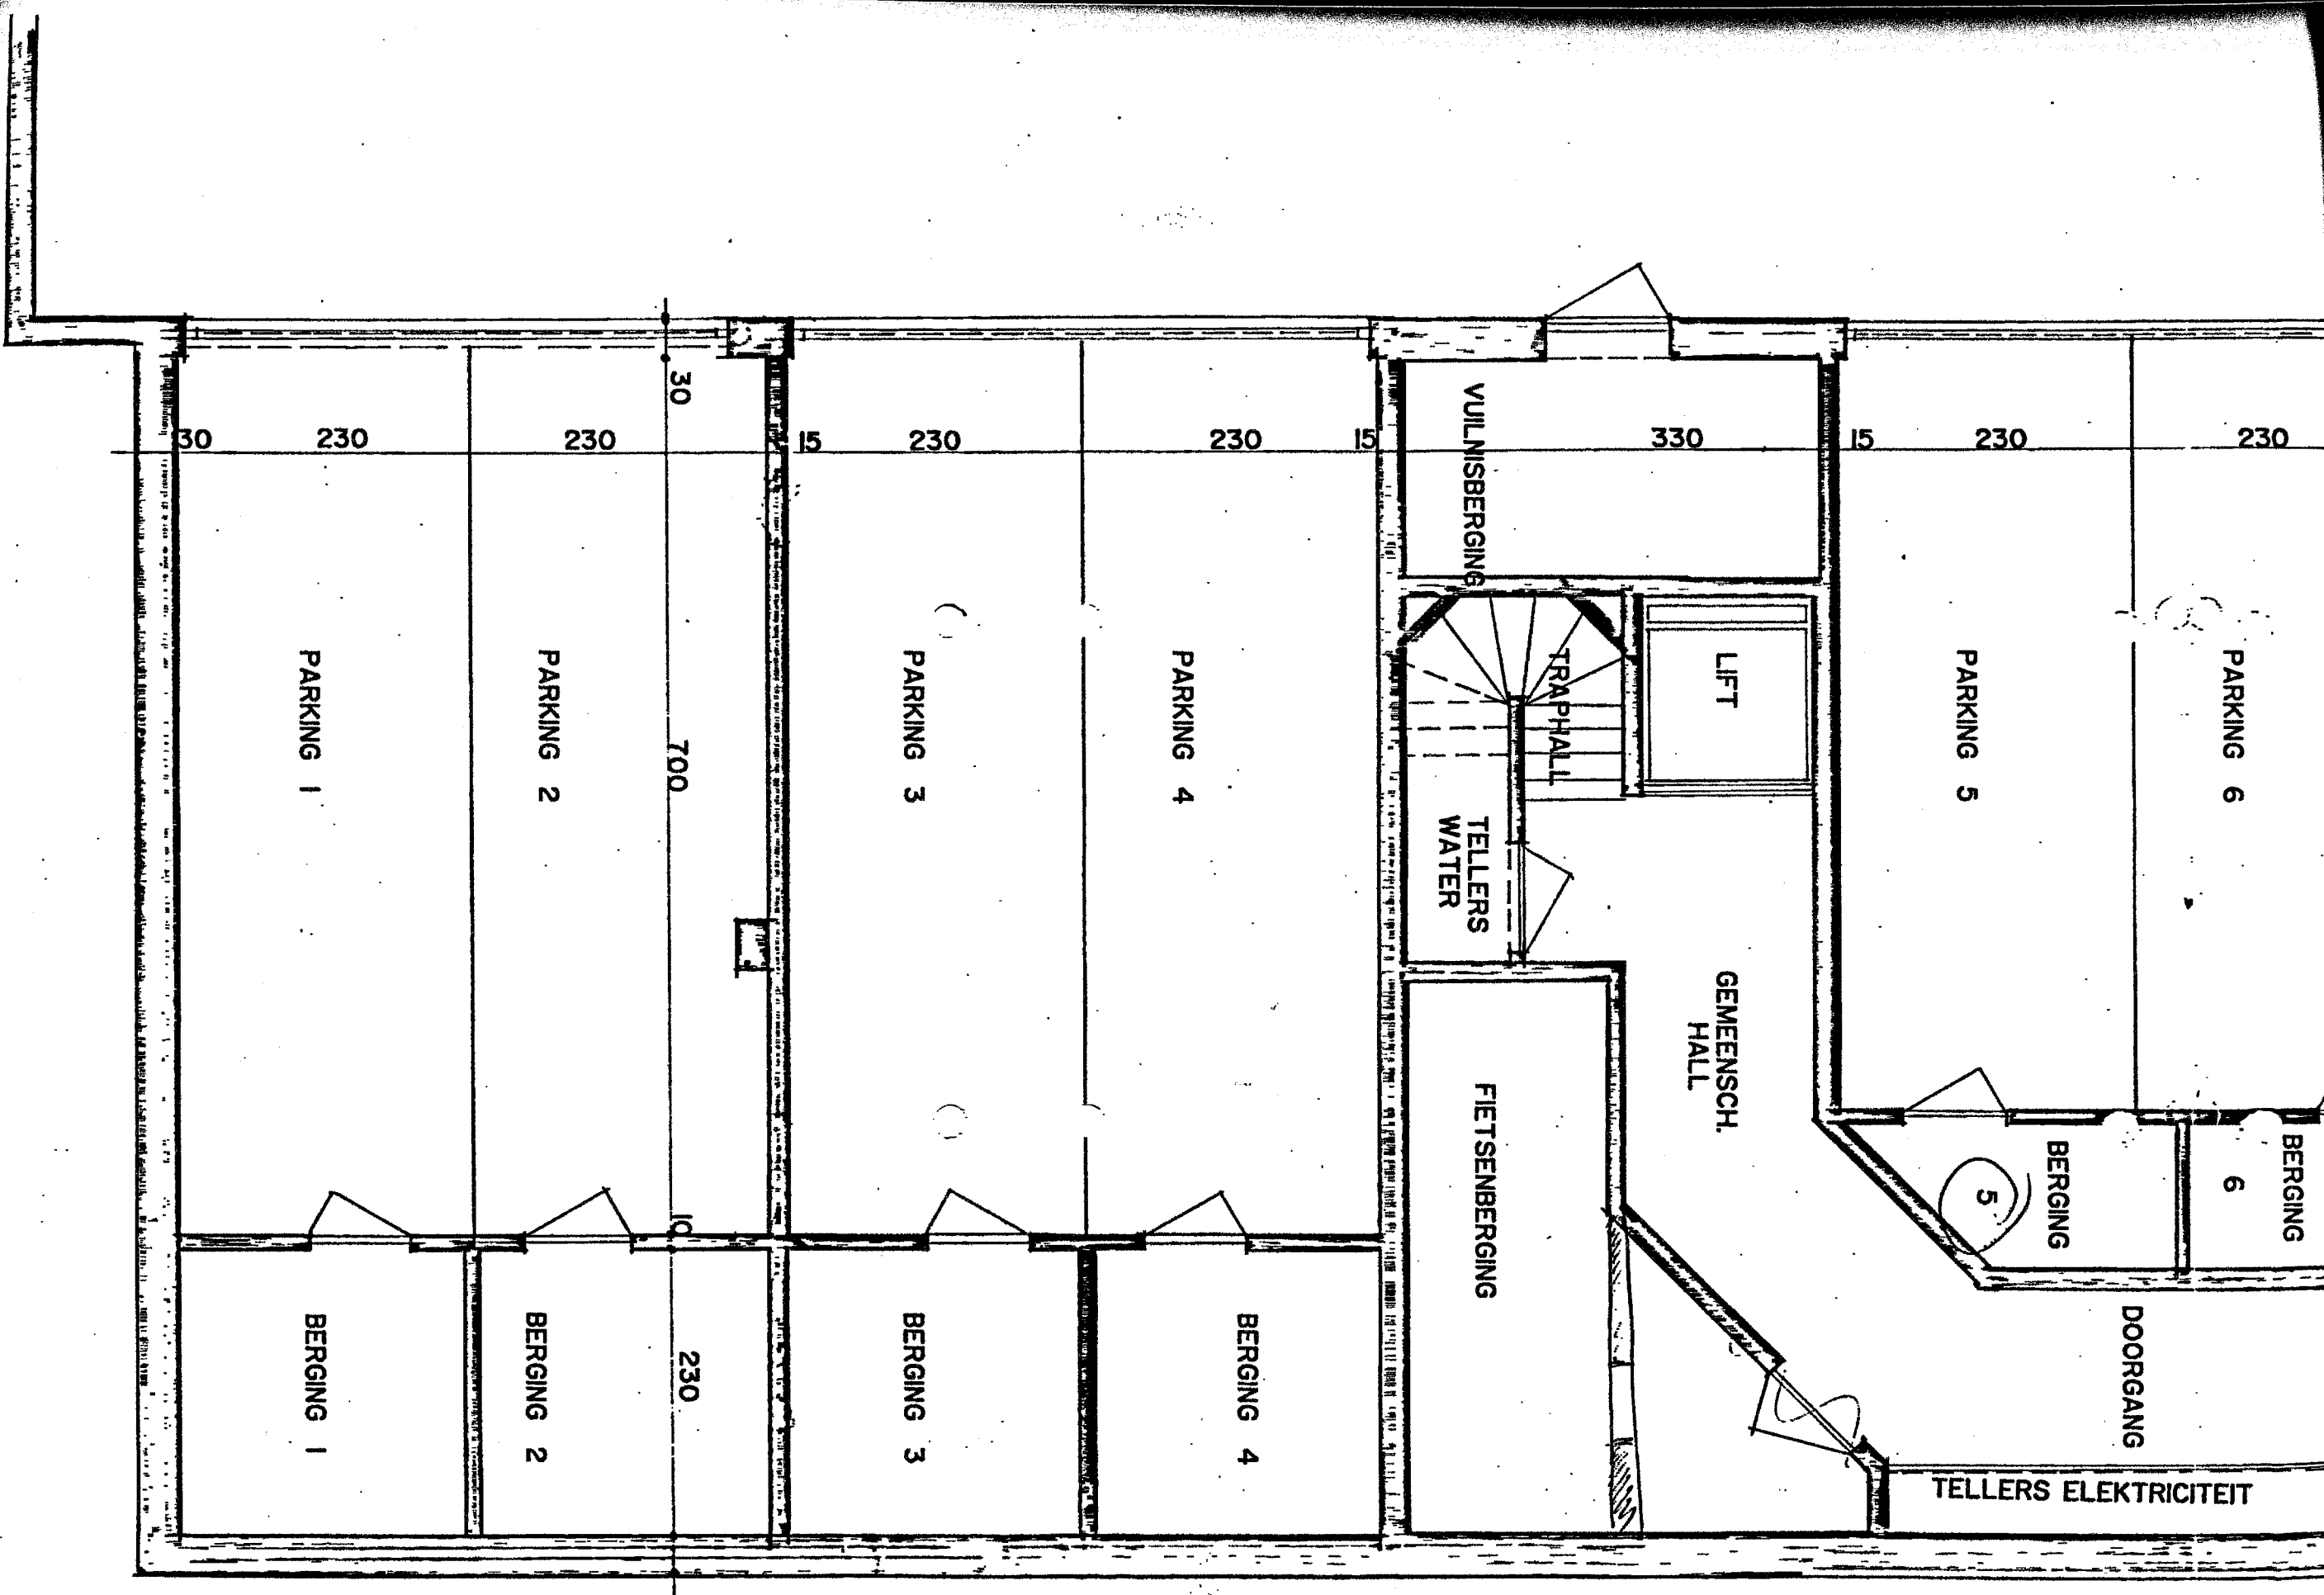 30
30 230 230 15 230 230 15 330 15 230 230
VUILNISBERGING
PARKING 1
PARKING 2
700
PARKING 3
PARKING 4
TRAPHALL
LIFT
PARKING 5
PARKING 6
TELLERS
WATER
GEMEENSCH.
HALL
FIETSENBERGING
10
BERGING
5
BERGING
6
BERGING 1
BERGING 2
230
BERGING 3
BERGING 4
DOORGANG
TELLERS ELEKTRICITEIT